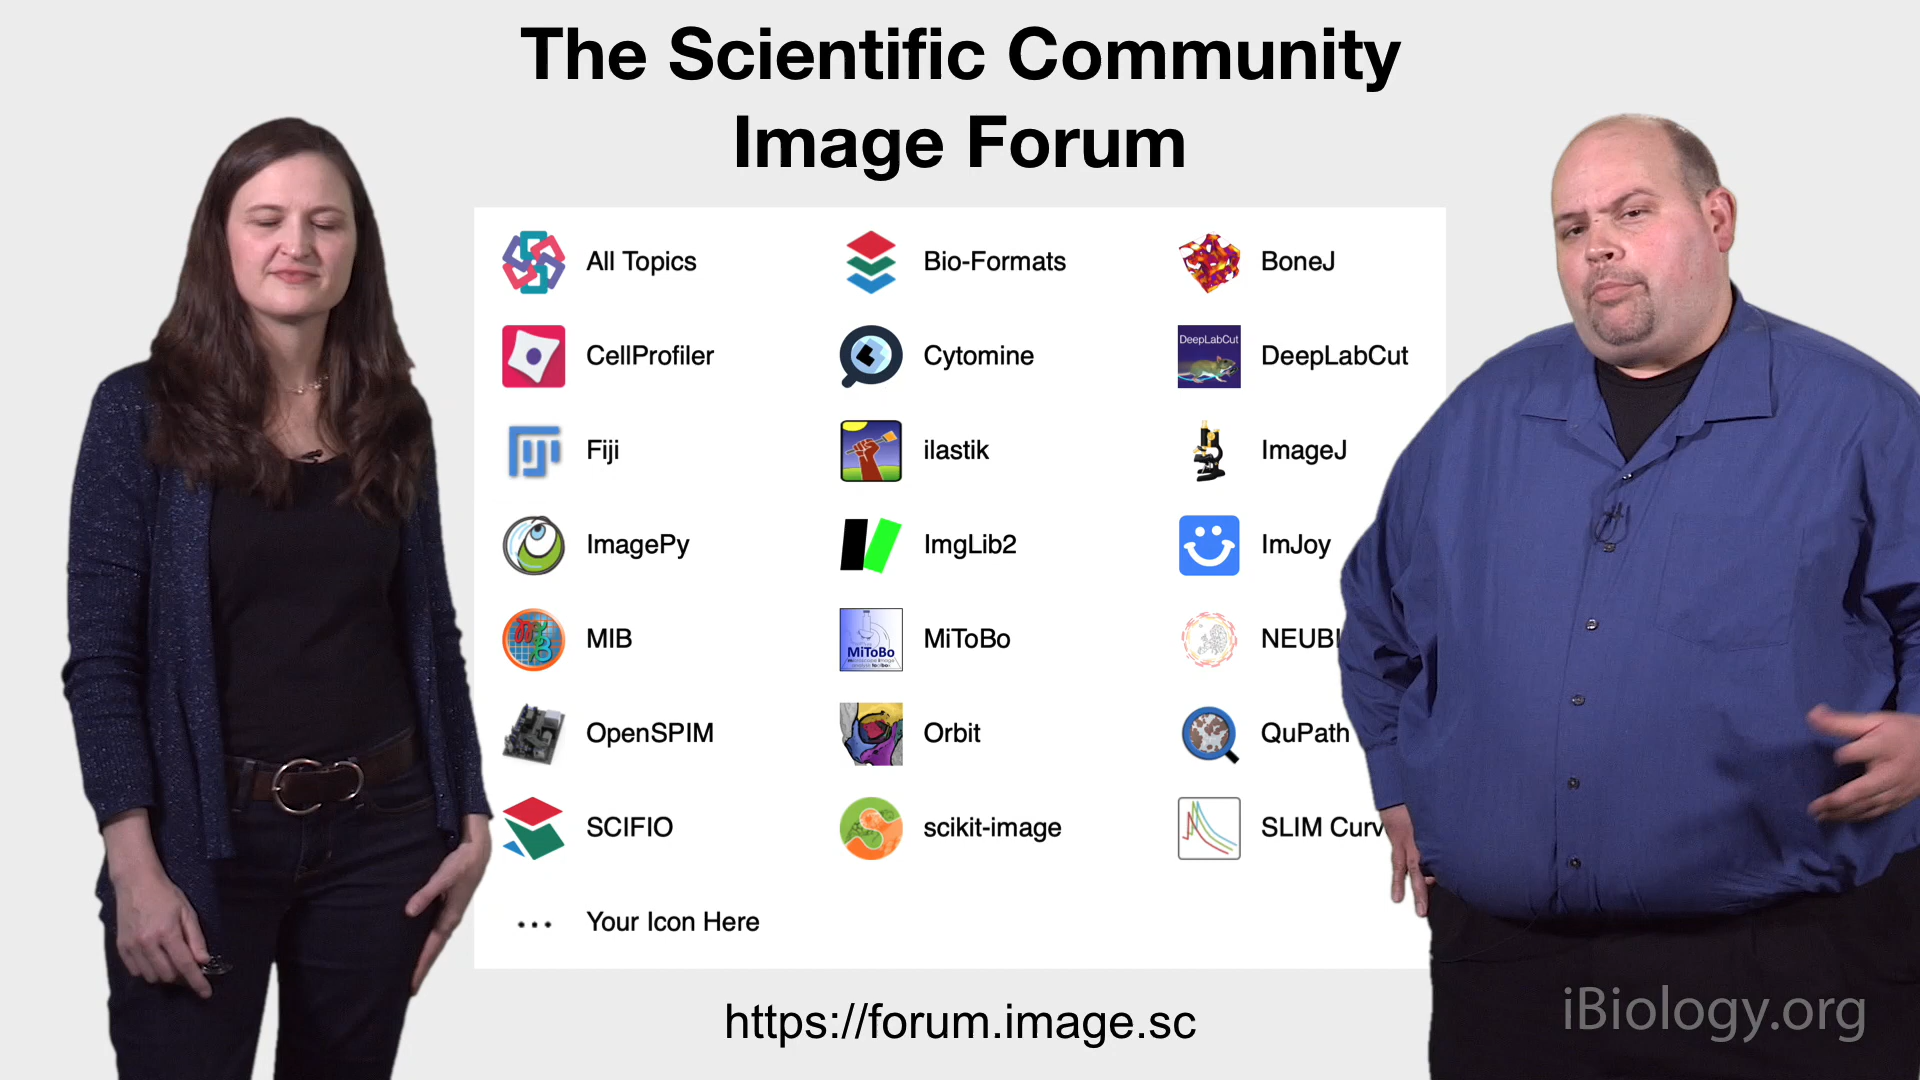 The Scientific Community
Image Forum
All Topics
Bio-Formats
BoneJ
CellProfiler
Cytomine
DeepLabCut
DeepLabCut
Fiji
ilastik
ImageJ
ImagePy
ImgLib2
ImJoy
MIB
MiToBo
MiToBo
OpenSPIM
Orbit
QuPath
SCIFIO
scikit-image
SLIM
Your Icon Here
https://forum.image.sc
iBiology.org